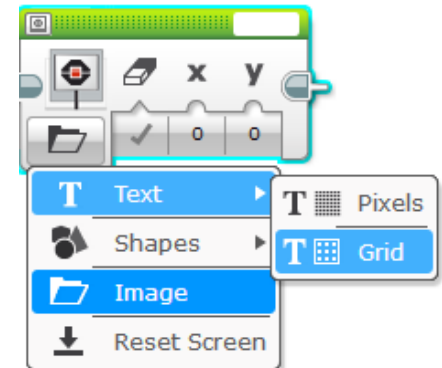 x y
0 0
T Text
T Pixels
Shapes
T Grid
Image
Reset Screen